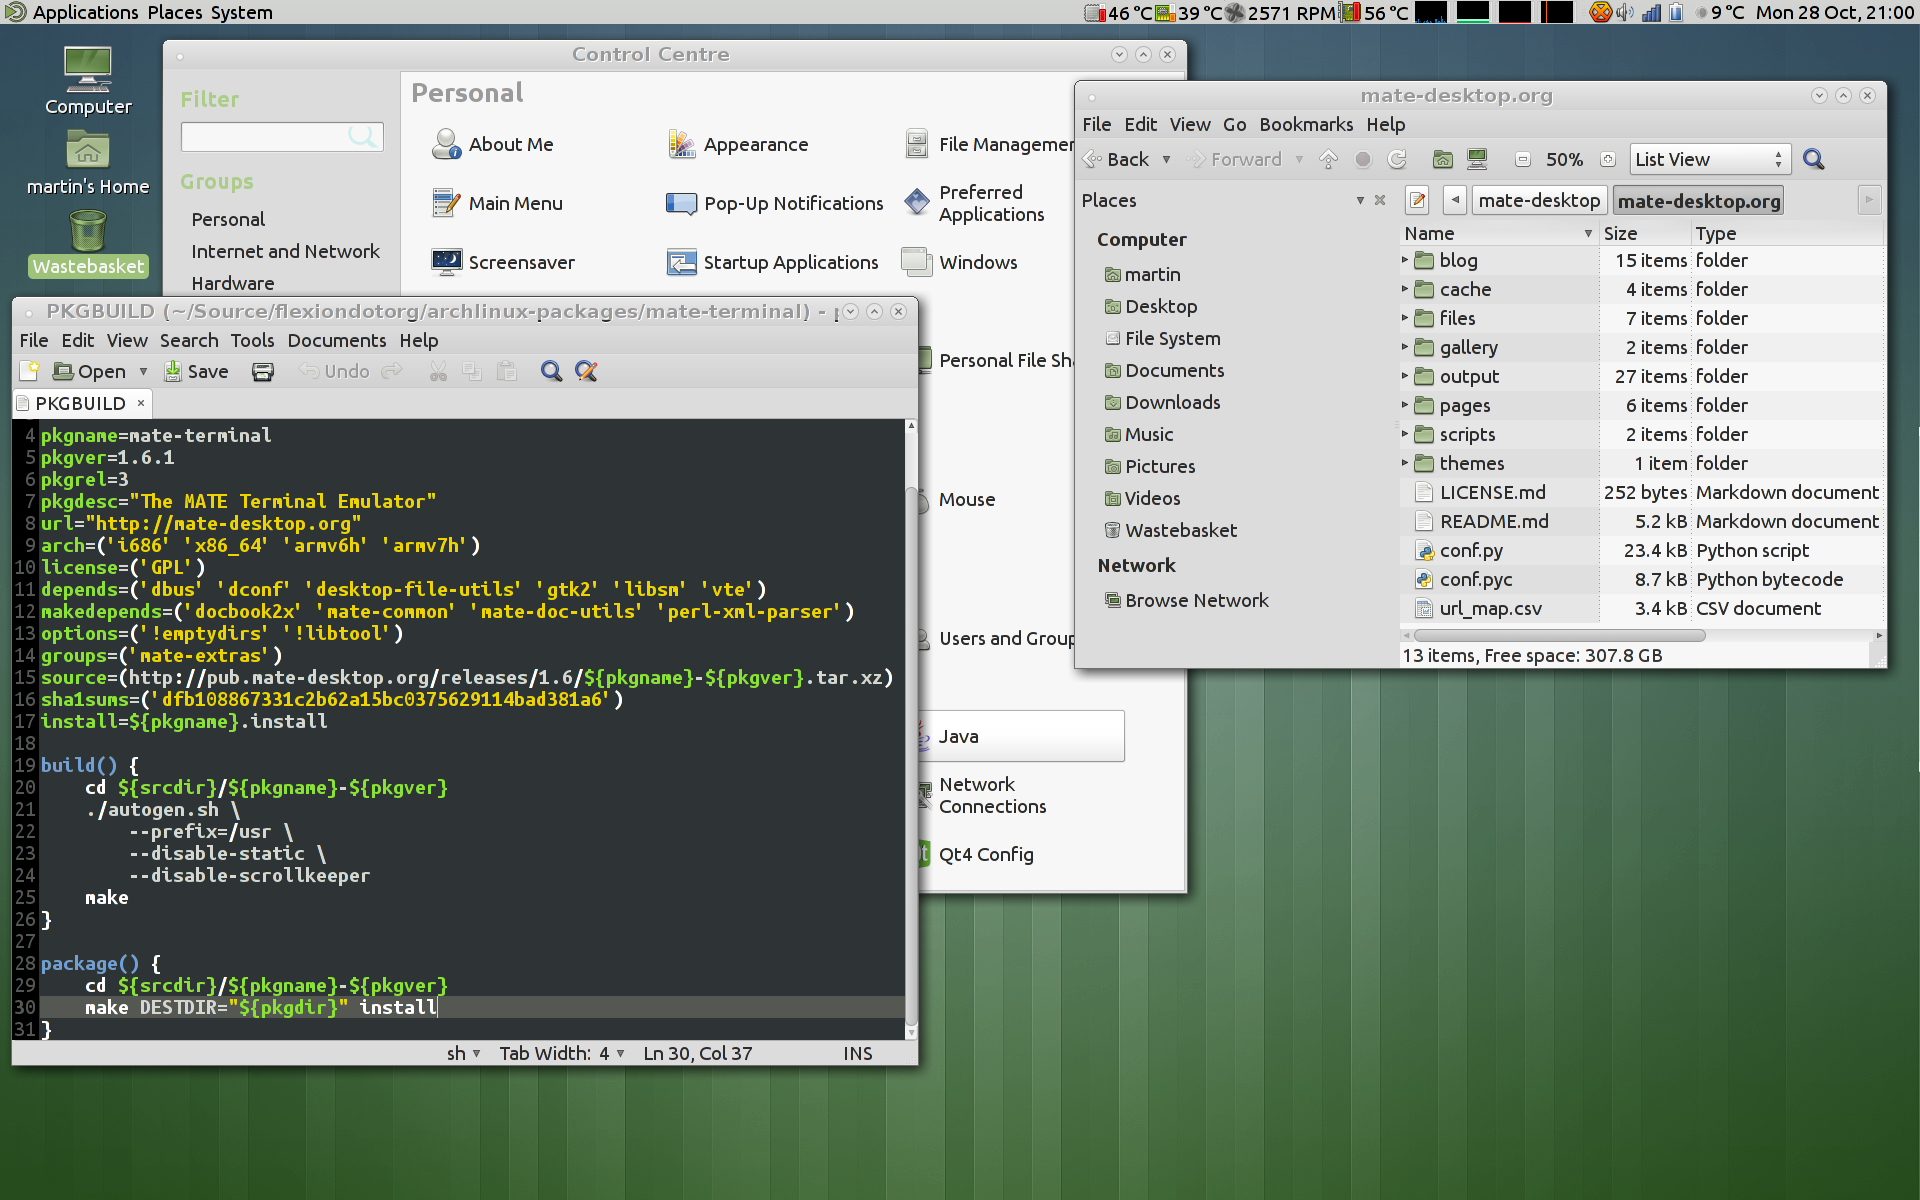 Applications Places System
46 °C 39 °C 2571 RPM 56 °C 9 °C Mon 28 Oct, 21:00
Computer
martin's Home
Wastebasket
Control Centre
Filter
Groups
Personal
Internet and Network
Hardware
Personal
About Me
Appearance
File Managemen
Main Menu
Pop-Up Notifications
Preferred
Applications
Screensaver
Startup Applications
Windows
Personal File Sha
Mouse
Users and Group
Java
Network
Connections
Qt4 Config
PKGBUILD (~/Source/flexiondotorg/archlinux-packages/mate-terminal) - p
File Edit View Search Tools Documents Help
Open Save Undo
PKGBUILD
4 pkgname=mate-terminal
5 pkgver=1.6.1
6 pkgrel=3
7 pkgdesc="The MATE Terminal Emulator"
8 url="http://mate-desktop.org"
9 arch=('i686' 'x86_64' 'armv6h' 'armv7h')
10 license=('GPL')
11 depends=('dbus' 'dconf' 'desktop-file-utils' 'gtk2' 'libsm' 'vte')
12 makedepends=('docbook2x' 'mate-common' 'mate-doc-utils' 'perl-xml-parser')
13 options=('!emptydirs' '!libtool')
14 groups=('mate-extras')
15 source=(http://pub.mate-desktop.org/releases/1.6/${pkgname}-${pkgver}.tar.xz)
16 sha1sums=('dfb108867331c2b62a15bc0375629114bad381a6')
17 install=${pkgname}.install
18
19 build() {
20     cd ${srcdir}/${pkgname}-${pkgver}
21     ./autogen.sh \
22         --prefix=/usr \
23         --disable-static \
24         --disable-scrollkeeper
25     make
26 }
27
28 package() {
29     cd ${srcdir}/${pkgname}-${pkgver}
30     make DESTDIR="${pkgdir}" install
31 }
sh Tab Width: 4 Ln 30, Col 37 INS
mate-desktop.org
File Edit View Go Bookmarks Help
Back Forward 50% List View
Places
mate-desktop mate-desktop.org
Computer
martin
Desktop
File System
Documents
Downloads
Music
Pictures
Videos
Wastebasket
Network
Browse Network
Name Size Type
blog 15 items folder
cache 4 items folder
files 7 items folder
gallery 2 items folder
output 27 items folder
pages 6 items folder
scripts 2 items folder
themes 1 item folder
LICENSE.md 252 bytes Markdown document
README.md 5.2 kB Markdown document
conf.py 23.4 kB Python script
conf.pyc 8.7 kB Python bytecode
url_map.csv 3.4 kB CSV document
13 items, Free space: 307.8 GB